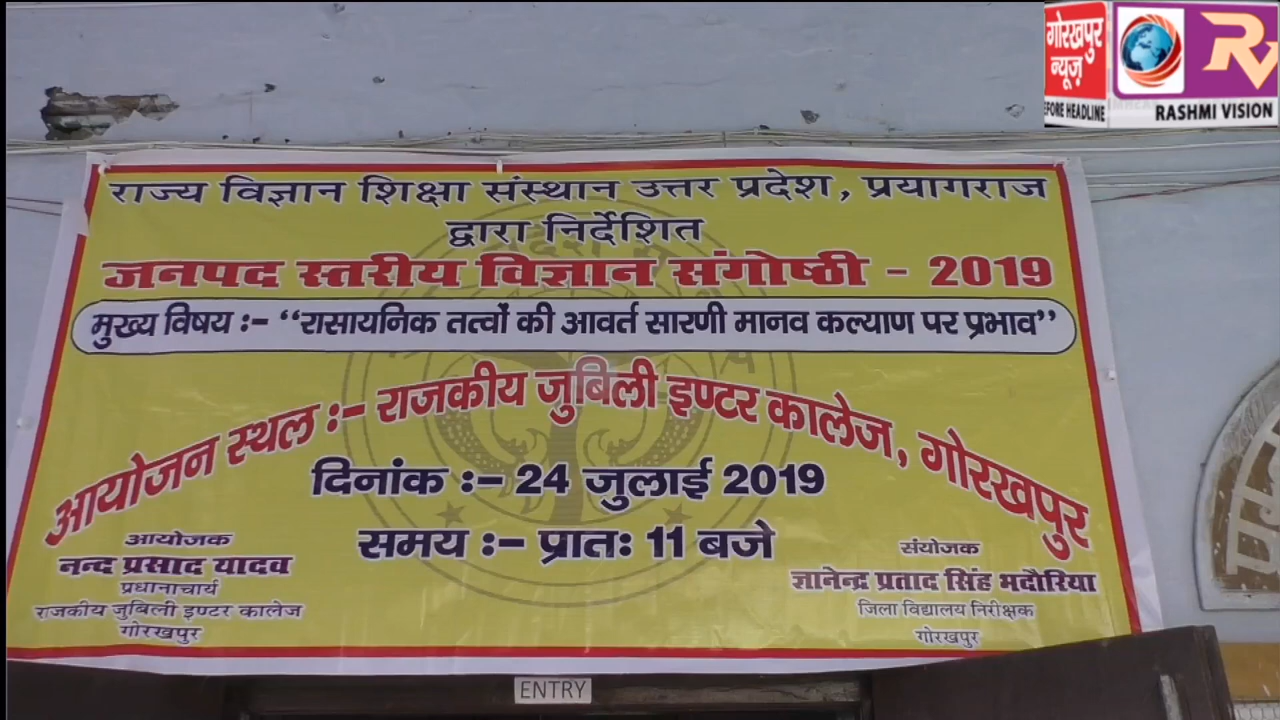 गोरखपुर
न्यूज़
EFORE HEADLINE
RV
RASHMI VISION
राज्य विज्ञान शिक्षा संस्थान उत्तर प्रदेश, प्रयागराज
द्वारा निर्देशित
जनपद स्तरीय विज्ञान संगोष्ठी - 2019
मुख्य विषय :- “रासायनिक तत्वों की आवर्त सारणी मानव कल्याण पर प्रभाव”
आयोजन स्थल :- राजकीय जुबिली इण्टर कालेज, गोरखपुर
दिनांक :- 24 जुलाई 2019
समय :- प्रातः 11 बजे
आयोजक
नन्द प्रसाद यादव
प्रधानाचार्य
राजकीय जुबिली इण्टर कालेज
गोरखपुर
संयोजक
ज्ञानेन्द्र प्रताद सिंह भदौरिया
जिला विद्यालय निरीक्षक
गोरखपुर
ENTRY